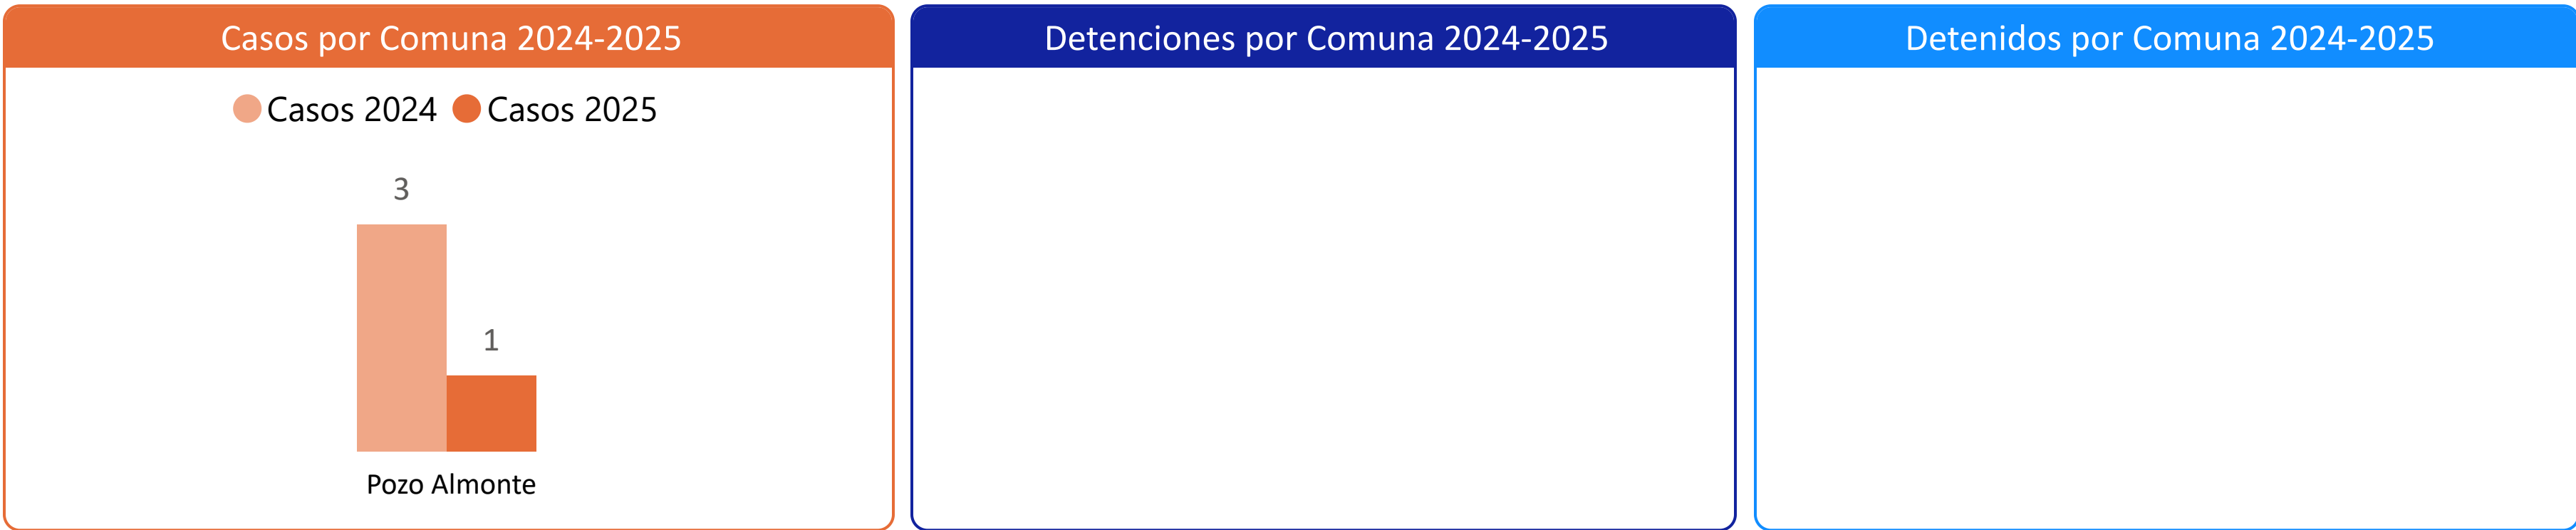 Casos por Comuna 2024-2025
Casos 2024 Casos 2025
3
1
Pozo Almonte
Detenciones por Comuna 2024-2025
Detenidos por Comuna 2024-2025